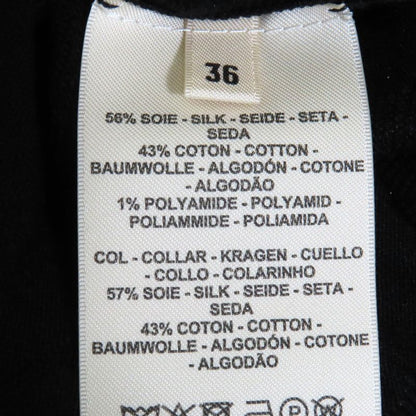 36
56% SOIE - SILK - SEIDE - SETA -
SEDA
43% COTON - COTTON -
BAUMWOLLE - ALGODÓN - COTONE
- ALGODÃO
1% POLYAMIDE - POLYAMID -
POLIAMMIDE - POLIAMIDA
COL - COLLAR - KRAGEN - CUELLO
- COLLO - COLARINHO
57% SOIE - SILK - SEIDE - SETA -
SEDA
43% COTON - COTTON -
BAUMWOLLE - ALGODÓN - COTONE
- ALGODÃO
P